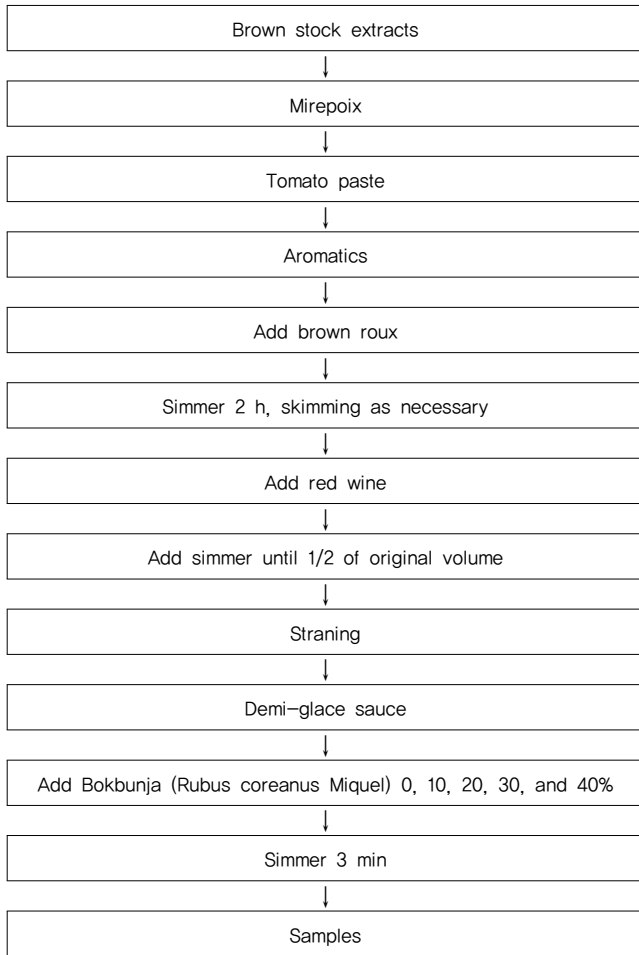 Brown stock extracts
Mirepoix
Tomato paste
Aromatics
Add brown roux
Simmer 2 h, skimming as necessary
Add red wine
Add simmer until 1/2 of original volume
Straning
Demi-glace sauce
Add Bokbunja (Rubus coreanus Miquel) 0, 10, 20, 30, and 40%
Simmer 3 min
Samples